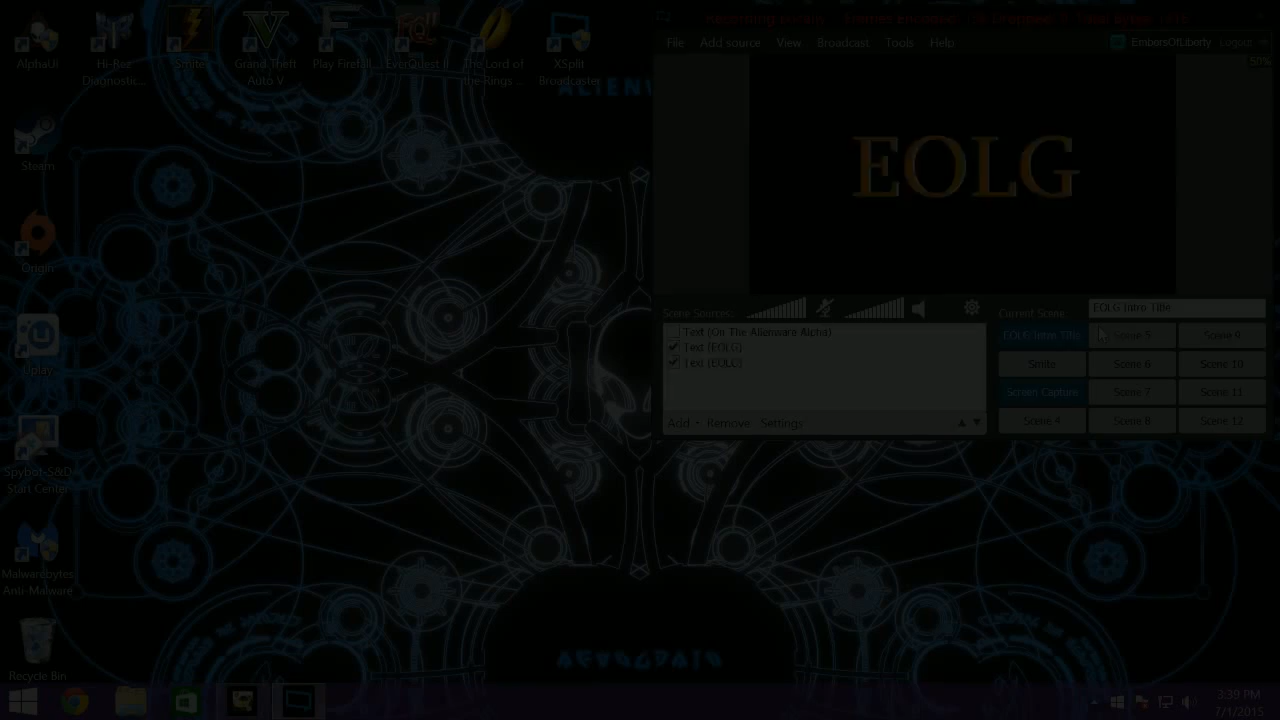 AlphaUI
Hi-Rez
Diagnostic...
Smite
Grand Theft
Auto V
Play Firefall...
EverQuest II
The Lord of
the Rings ...
XSplit
Broadcaster
Steam
Origin
Uplay
Spybot-S&D
Start Center
Malwarebytes
Anti-Malware
Recycle Bin
File Add source View Broadcast Tools Help EmbersOfLiberty Logout
50%
EOLG
Scene Sources:
Text (On The Alienware Alpha)
Text (EOLG)
Text (EOLG)
Add Remove Settings
Current Scene: EOLG Intro Title
EOLG Intro Title Scene 5 Scene 9
Smite Scene 6 Scene 10
Screen Capture Scene 7 Scene 11
Scene 4 Scene 8 Scene 12
3:39 PM
7/1/2015